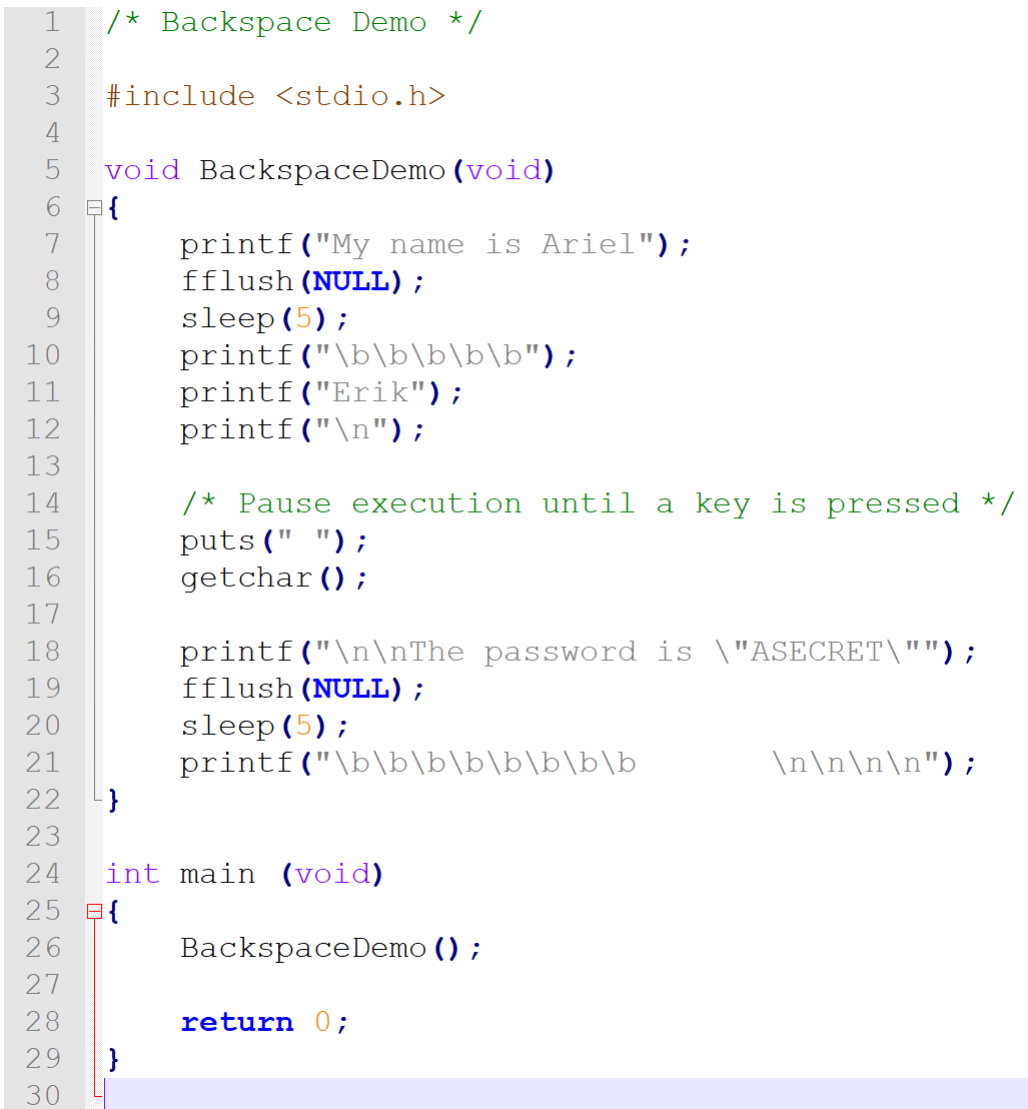 1 /* Backspace Demo */
2
3 #include <stdio.h>
4
5 void BackspaceDemo(void)
6 {
7     printf("My name is Ariel");
8     fflush(NULL);
9     sleep(5);
10     printf("\b\b\b\b\b");
11     printf("Erik");
12     printf("\n");
13
14     /* Pause execution until a key is pressed */
15     puts(" ");
16     getchar();
17
18     printf("\n\nThe password is \"ASECRET\"");
19     fflush(NULL);
20     sleep(5);
21     printf("\b\b\b\b\b\b\b\b       \n\n\n\n");
22 }
23
24 int main (void)
25 {
26     BackspaceDemo();
27
28     return 0;
29 }
30